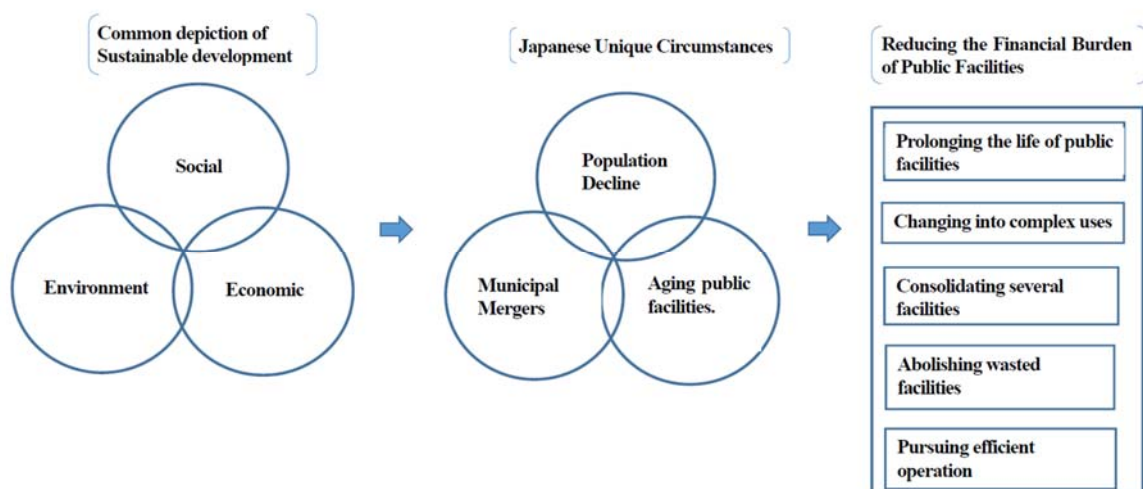 Common depiction of
Sustainable development
Social
Environment
Economic
Japanese Unique Circumstances
Population
Decline
Municipal
Mergers
Aging public
facilities.
Reducing the Financial Burden
of Public Facilities
Prolonging the life of public
facilities
Changing into complex uses
Consolidating several
facilities
Abolishing wasted
facilities
Pursuing efficient
operation